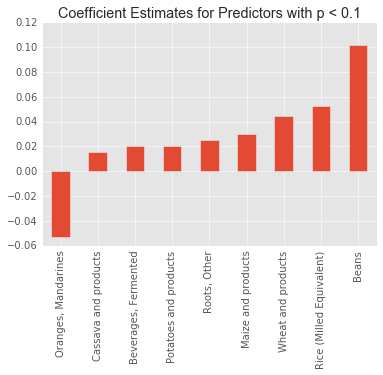 Coefficient Estimates for Predictors with p < 0.1
0.12
0.10
0.08
0.06
0.04
0.02
0.00
−0.02
−0.04
−0.06
Oranges, Mandarines
Cassava and products
Beverages, Fermented
Potatoes and products
Roots, Other
Maize and products
Wheat and products
Rice (Milled Equivalent)
Beans